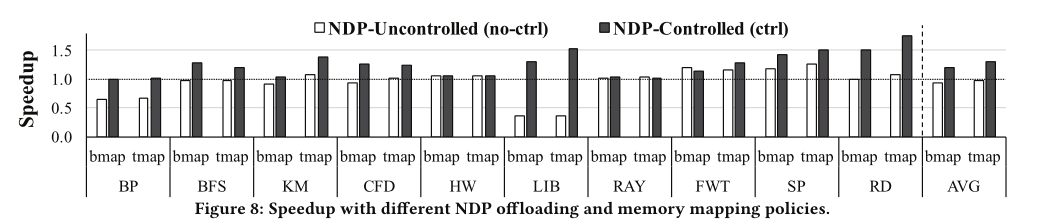 NDP-Uncontrolled (no-ctrl) NDP-Controlled (ctrl)
Speedup
1.5
1.0
0.5
0.0
bmap tmap bmap tmap bmap tmap bmap tmap bmap tmap bmap tmap bmap tmap bmap tmap bmap tmap bmap tmap bmap tmap
BP BFS KM CFD HW LIB RAY FWT SP RD AVG
Figure 8: Speedup with different NDP offloading and memory mapping policies.